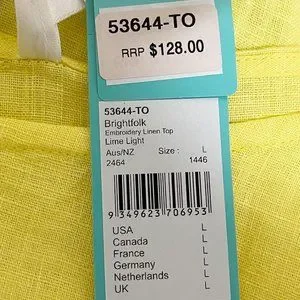 53644-TO
RRP $128.00
53644-TO
Brightfolk
Embroidery Linen Top
Lime Light
Aus/NZ Size : L
2464 1446
9 349623 706953
USA L
Canada L
France L
Germany L
Netherlands L
UK L